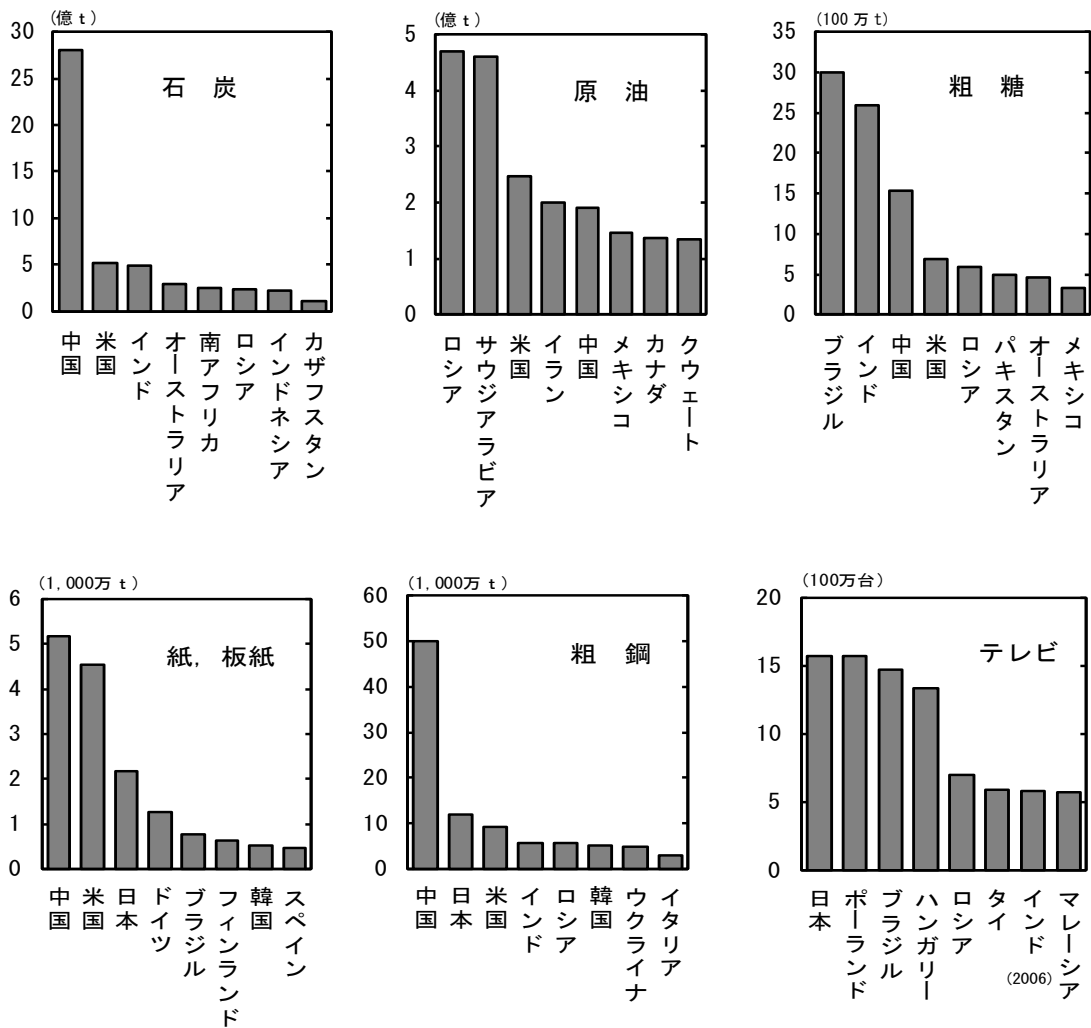 (億ｔ)
30
25
20
15
10
5
0
石 炭
中国
米国
インド
オーストラリア
南アフリカ
ロシア
インドネシア
カザフスタン
(億ｔ)
5
4
3
2
1
0
原 油
ロシア
サウジアラビア
米国
イラン
中国
メキシコ
カナダ
クウェート
(100万ｔ)
35
30
25
20
15
10
5
0
粗 糖
ブラジル
インド
中国
米国
ロシア
パキスタン
オーストラリア
メキシコ
(1,000万ｔ)
6
5
4
3
2
1
0
紙，板紙
中国
米国
日本
ドイツ
ブラジル
フィンランド
韓国
スペイン
(1,000万ｔ)
60
50
40
30
20
10
0
粗 鋼
中国
日本
米国
インド
ロシア
韓国
ウクライナ
イタリア
(100万台)
20
15
10
5
0
テレビ
日本
ポーランド
ブラジル
ハンガリー
ロシア
タイ
インド
(2006)
マレーシア